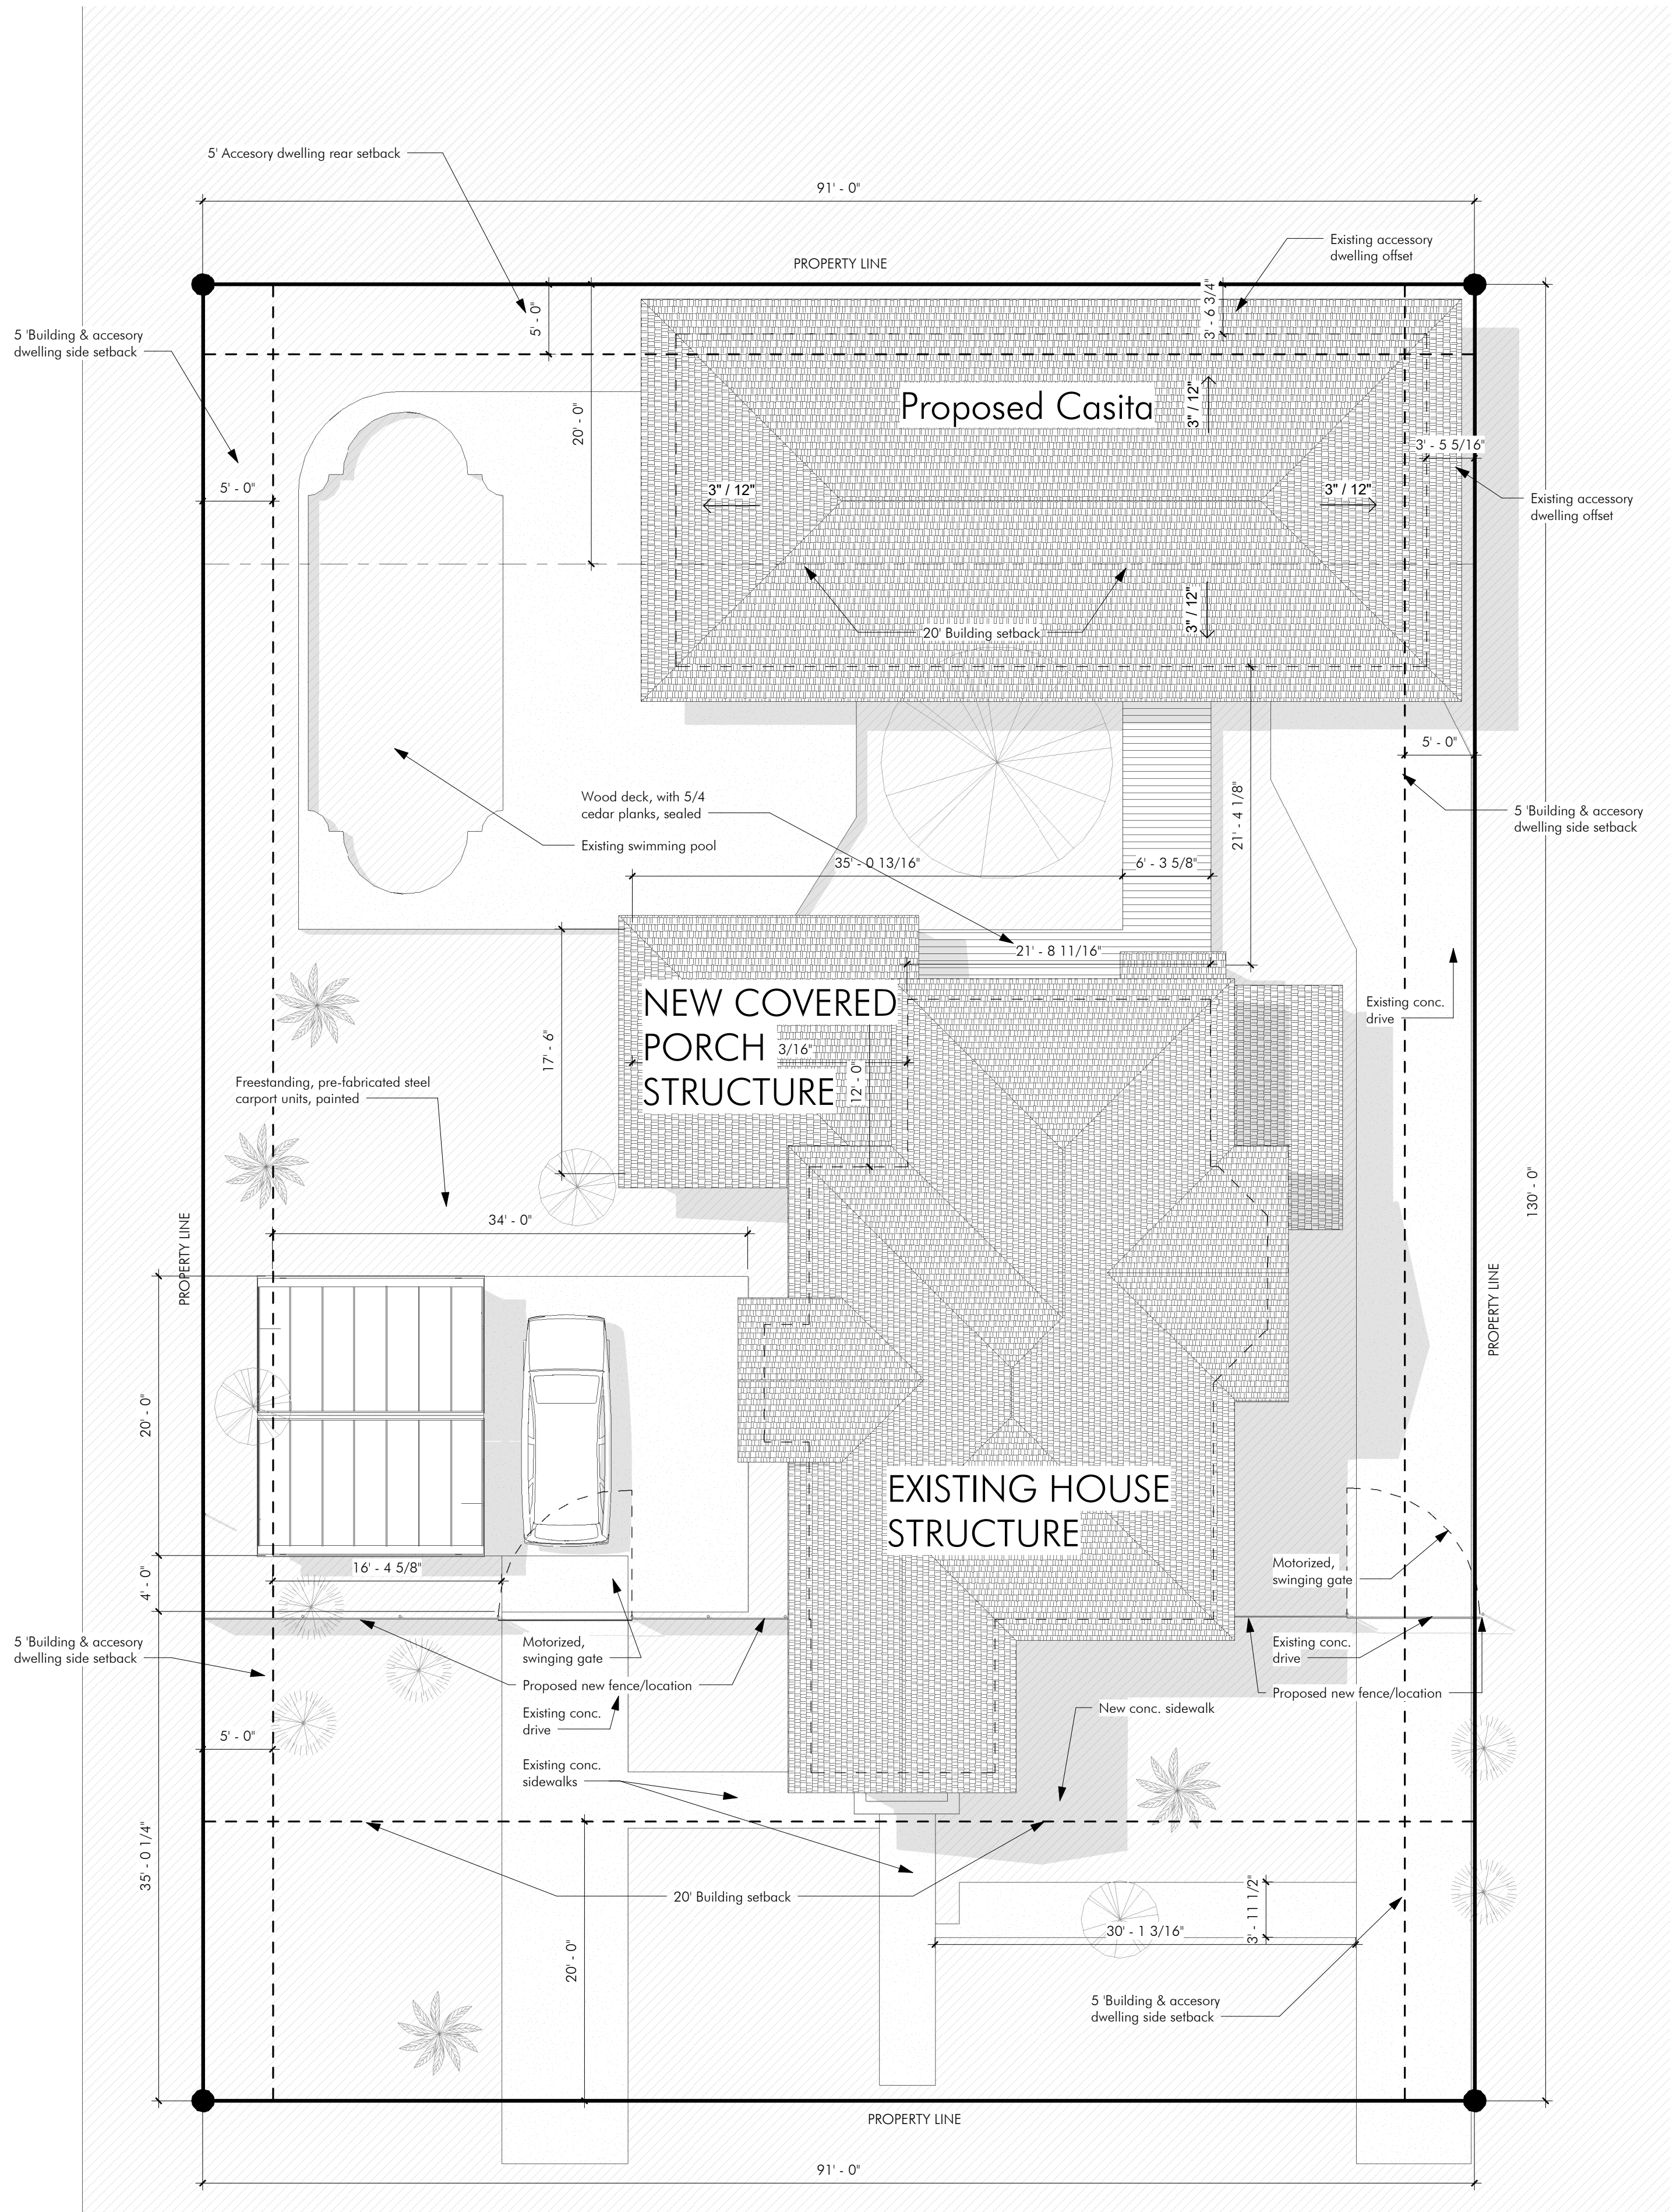 5' Accesory dwelling rear setback
91' - 0"
PROPERTY LINE
Existing accessory
dwelling offset
3' - 6 3/4"
5' - 0"
5 'Building & accesory
dwelling side setback
20' - 0"
Proposed Casita
3" / 12"
3' - 5 5/16"
5' - 0"
3" / 12"
3" / 12"
Existing accessory
dwelling offset
3" / 12"
20' Building setback
5' - 0"
Wood deck, with 5/4
cedar planks, sealed
Existing swimming pool
21' - 4 1/8"
5 'Building & accesory
dwelling side setback
35' - 0 13/16"
6' - 3 5/8"
21' - 8 11/16"
NEW COVERED
PORCH
STRUCTURE
3/16"
12' - 0"
17' - 6"
Existing conc.
drive
Freestanding, pre-fabricated steel
carport units, painted
130' - 0"
34' - 0"
PROPERTY LINE
PROPERTY LINE
20' - 0"
EXISTING HOUSE
STRUCTURE
16' - 4 5/8"
4' - 0"
Motorized,
swinging gate
5 'Building & accesory
dwelling side setback
Motorized,
swinging gate
Proposed new fence/location
Existing conc.
drive
Existing conc.
drive
Proposed new fence/location
New conc. sidewalk
5' - 0"
Existing conc.
sidewalks
35' - 0 1/4"
20' Building setback
3' - 11 1/2"
30' - 1 3/16"
20' - 0"
5 'Building & accesory
dwelling side setback
PROPERTY LINE
91' - 0"